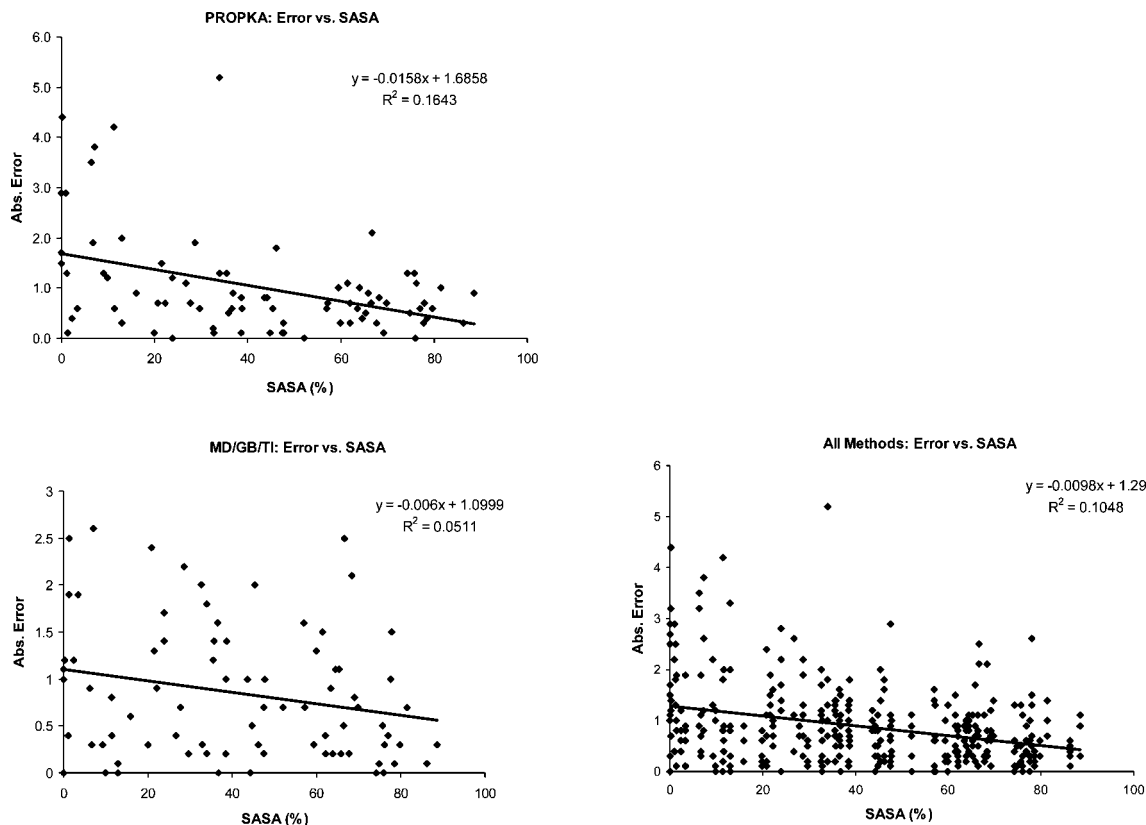 PROPKA: Error vs. SASA
6.0
5.0
4.0
3.0
2.0
1.0
0.0
Abs. Error
y = -0.0158x + 1.6858
R² = 0.1643
0 20 40 60 80 100
SASA (%)
MD/GB/TI: Error vs. SASA
3
2.5
2
1.5
1
0.5
0
Abs. Error
y = -0.006x + 1.0999
R² = 0.0511
0 20 40 60 80 100
SASA (%)
All Methods: Error vs. SASA
6
5
4
3
2
1
0
Abs. Error
y = -0.0098x + 1.29
R² = 0.1048
0 20 40 60 80 100
SASA (%)